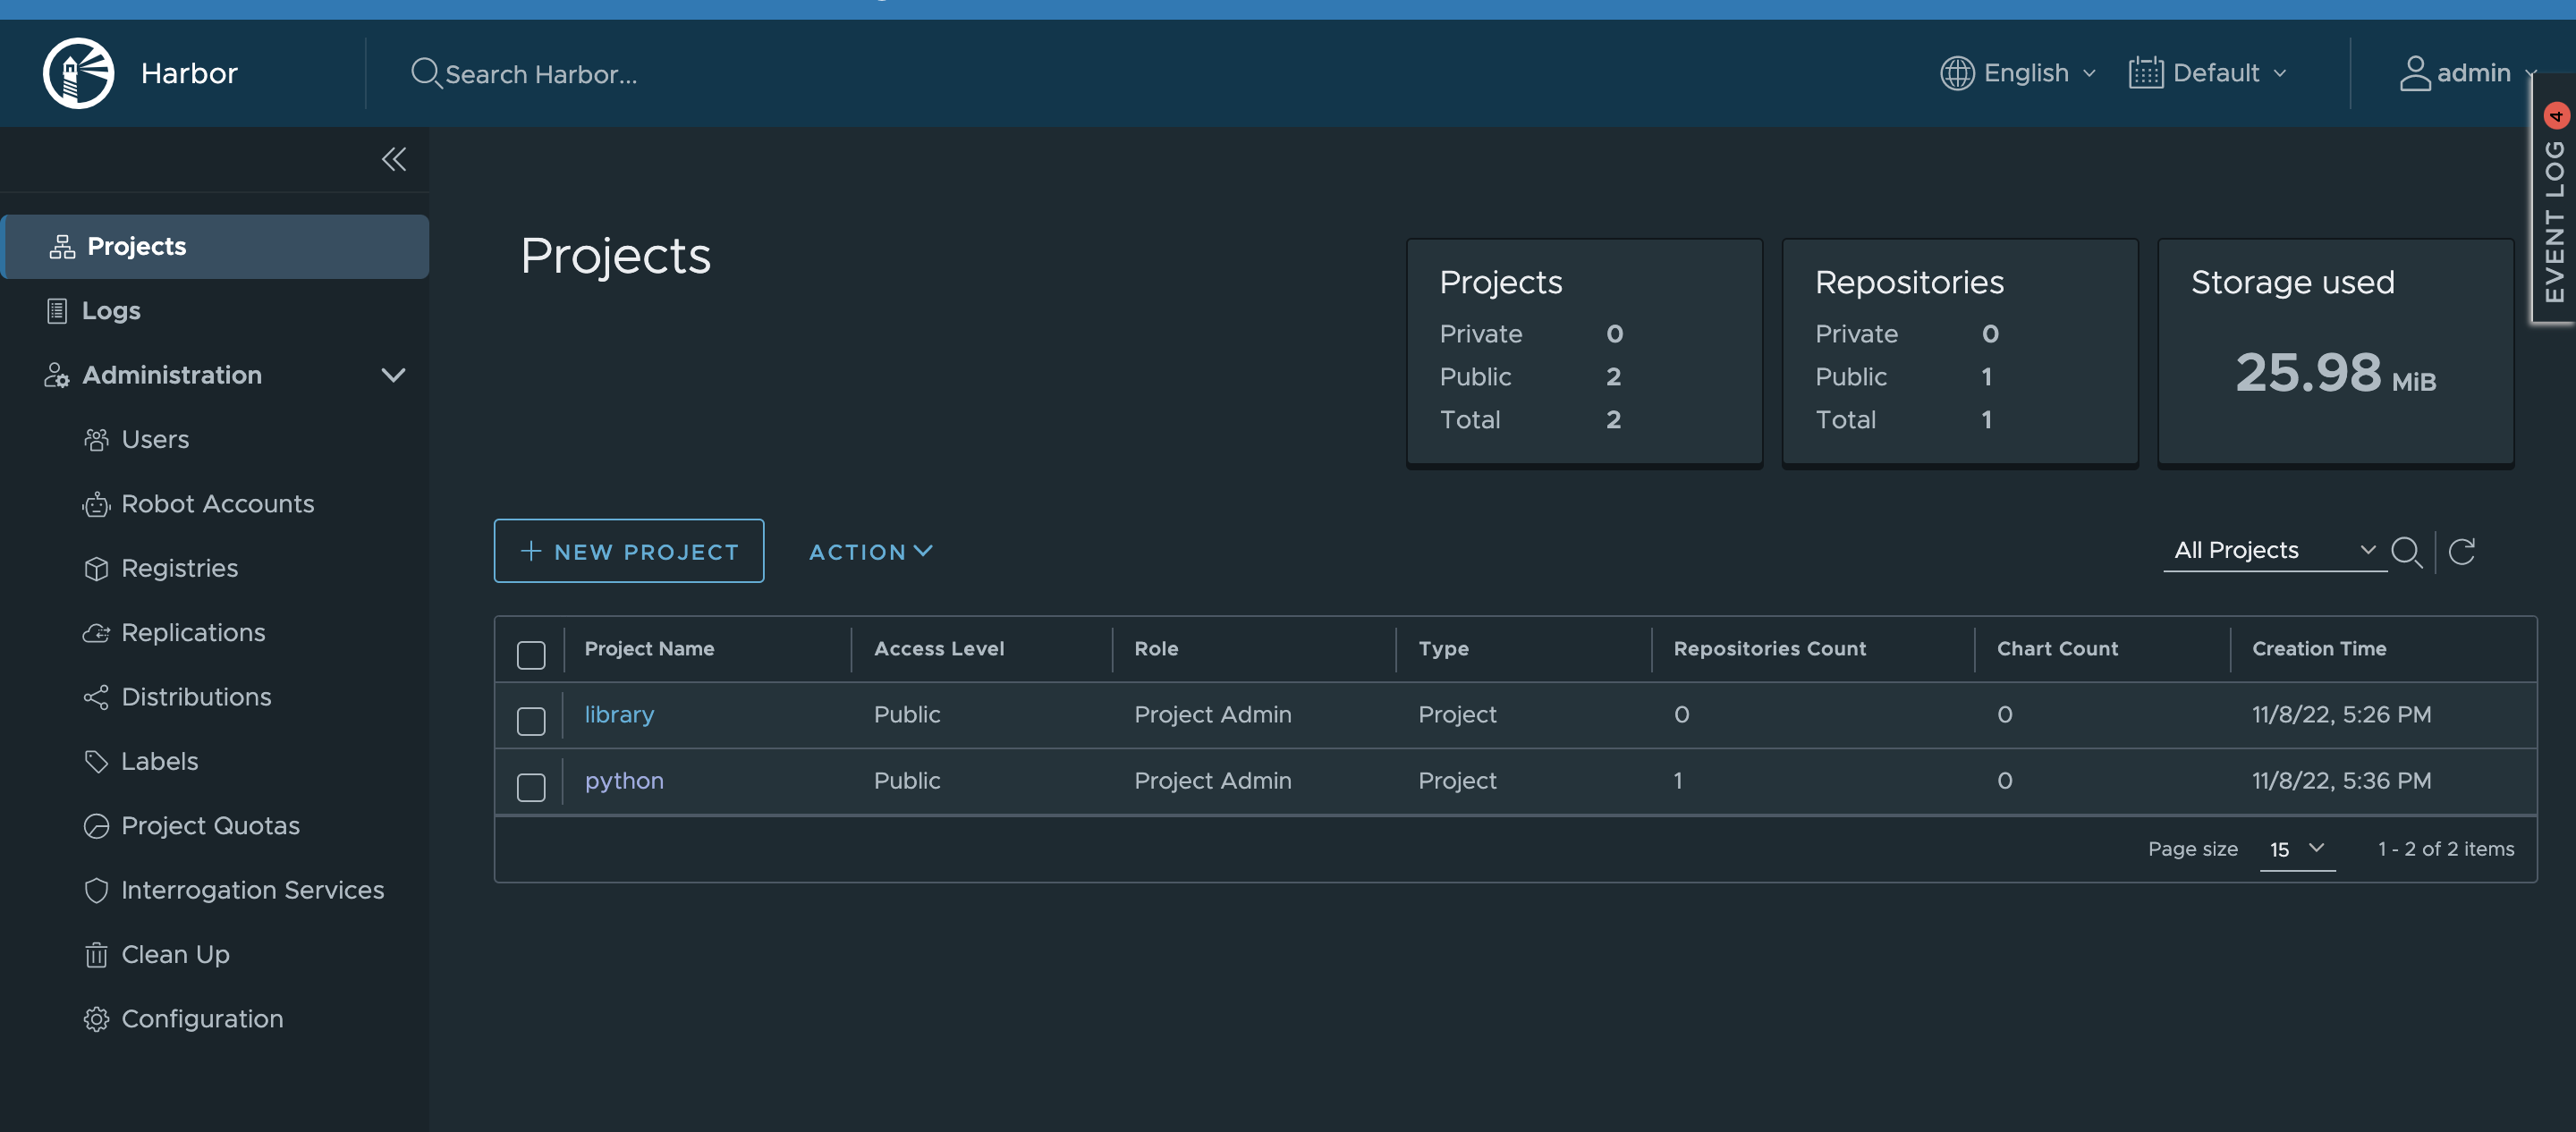 Harbor
Search Harbor...
English
Default
admin
EVENT LOG 4
Projects
Logs
Administration
Users
Robot Accounts
Registries
Replications
Distributions
Labels
Project Quotas
Interrogation Services
Clean Up
Configuration
Projects
Projects
Private 0
Public 2
Total 2
Repositories
Private 0
Public 1
Total 1
Storage used
25.98 MiB
NEW PROJECT ACTION
All Projects
Project Name Access Level Role Type Repositories Count Chart Count Creation Time
library Public Project Admin Project 0 0 11/8/22, 5:26 PM
python Public Project Admin Project 1 0 11/8/22, 5:36 PM
Page size 15 1 - 2 of 2 items